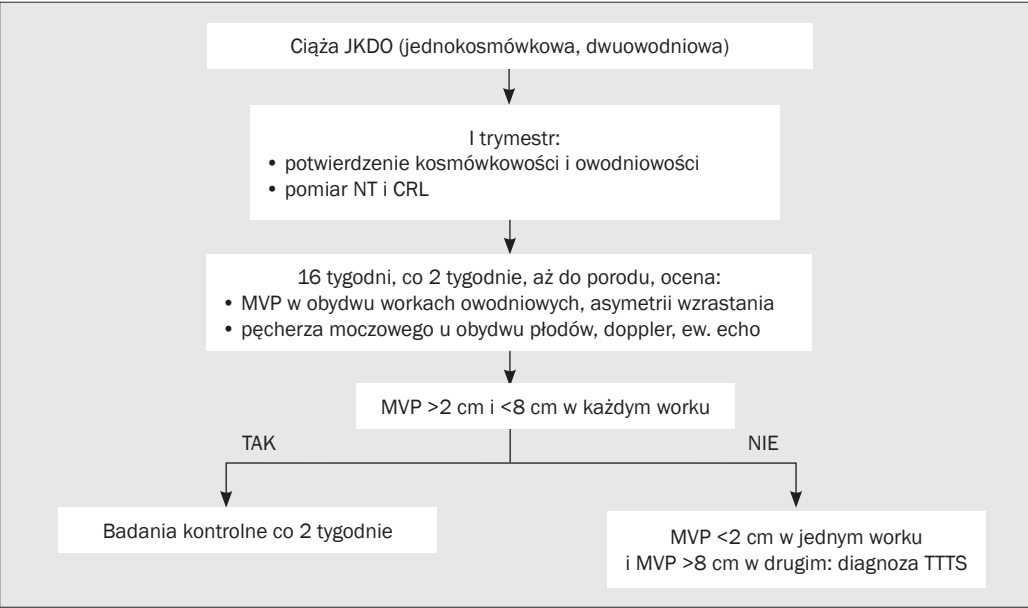 Ciąża JKDO (jednokosmówkowa, dwuowodniowa)
I trymestr:
• potwierdzenie kosmówkowości i owodniowości
• pomiar NT i CRL
16 tygodni, co 2 tygodnie, aż do porodu, ocena:
• MVP w obydwu workach owodniowych, asymetrii wzrastania
• pęcherza moczowego u obydwu płodów, doppler, ew. echo
MVP >2 cm i <8 cm w każdym worku
TAK
NIE
Badania kontrolne co 2 tygodnie
MVP <2 cm w jednym worku
i MVP >8 cm w drugim: diagnoza TTTS